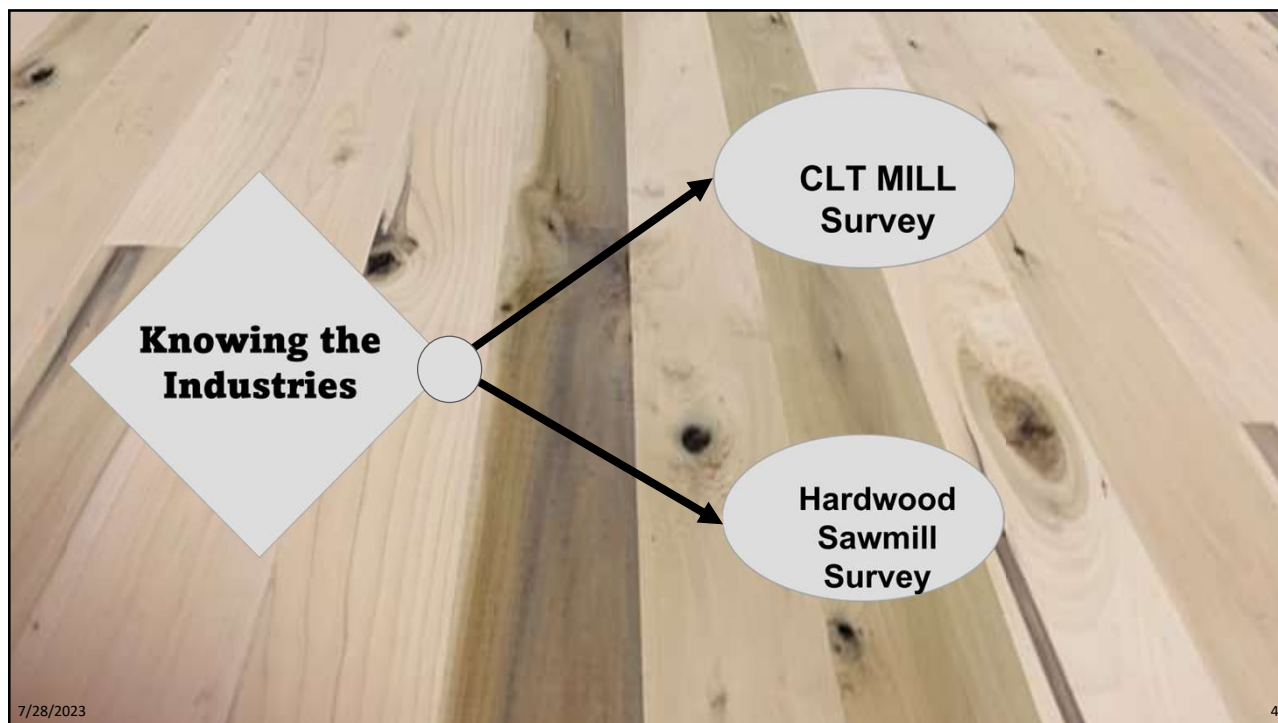 Knowing the
Industries
CLT MILL
Survey
Hardwood
Sawmill
Survey
7/28/2023
4